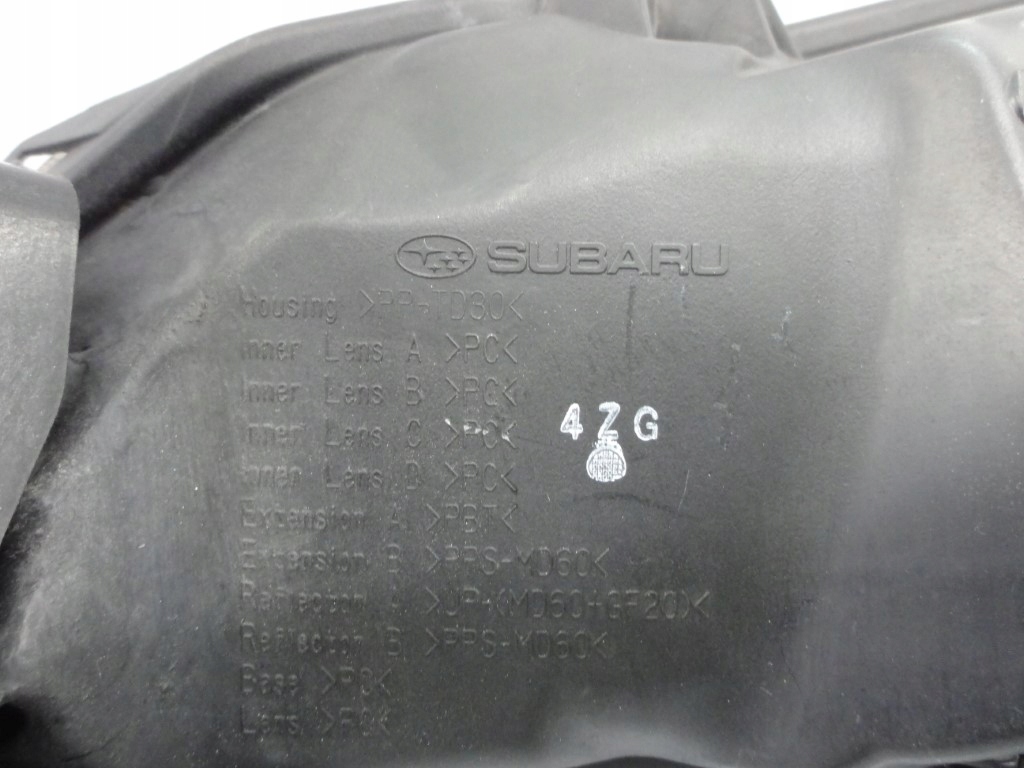 SUBARU
Housing >PP-TD30<
Inner Lens A >PC<
Inner Lens B >PC<
Inner Lens C >PC<
Inner Lens D >PC<
4ZG
Extension A >PBT<
Extension B >PPS-MD60<
Reflector A >UP-(MD60+GF20)<
Reflector B >PPS-MD60<
Base >PC<
Lens >PC<